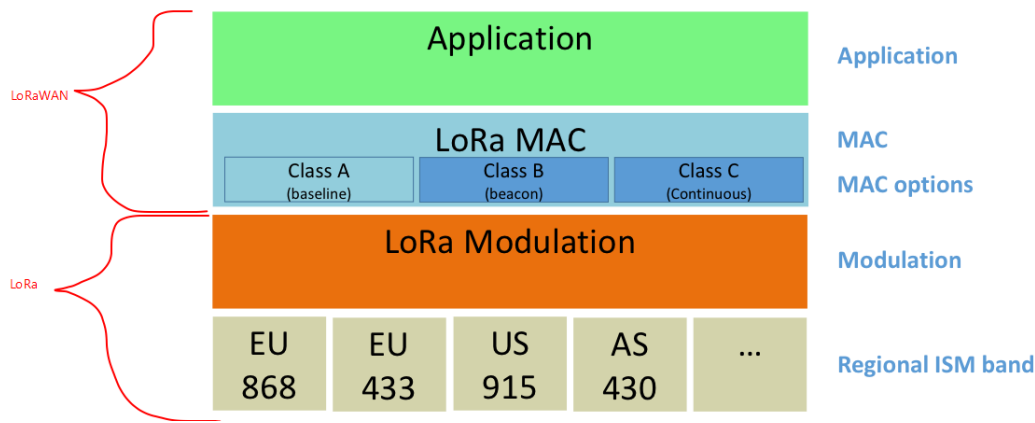 Application
Application
LoRaWAN
LoRa MAC
MAC
Class A
(baseline)
Class B
(beacon)
Class C
(Continuous)
MAC options
LoRa Modulation
Modulation
LoRa
EU
868
EU
433
US
915
AS
430
...
Regional ISM band